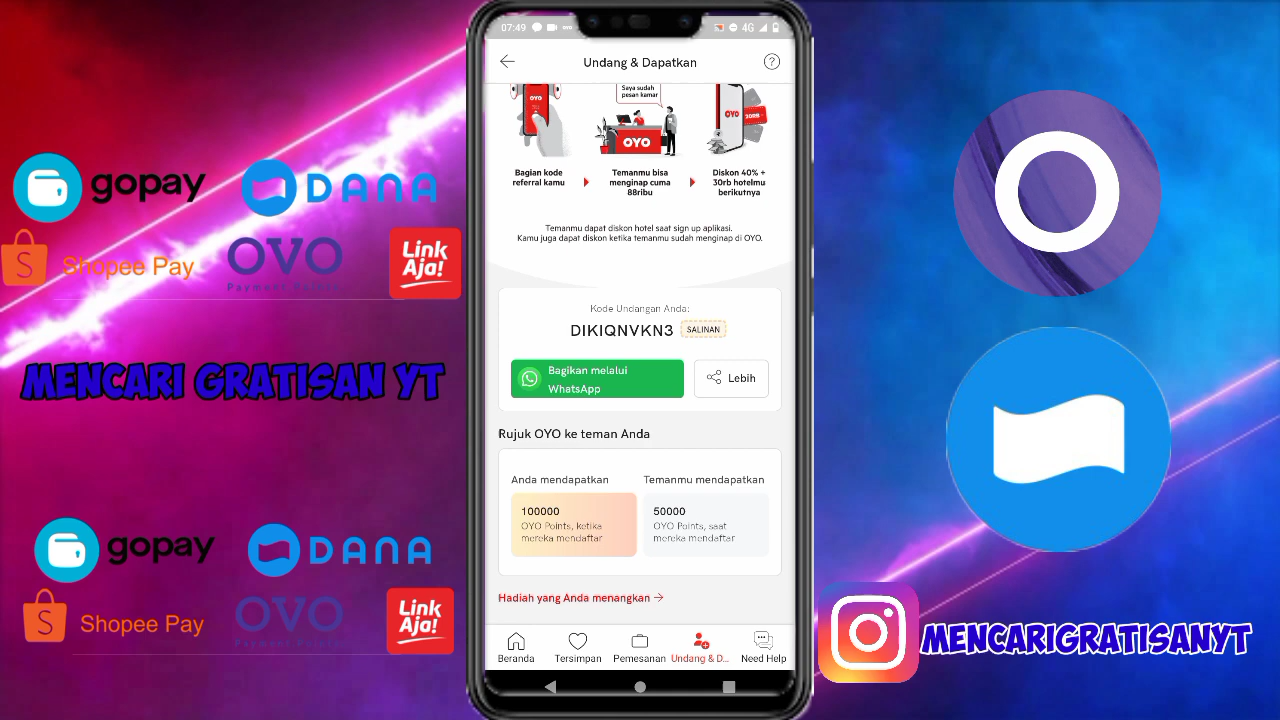 07:49
4G
Undang & Dapatkan
?
OYO
Saya sudah
pesan kamar
OYO
OYO
Bagian kode
referral kamu
Temanmu bisa
menginap cuma
88ribu
Diskon 40% +
30rb hotelmu
berikutnya
Temanmu dapat diskon hotel saat sign up aplikasi.
Kamu juga dapat diskon ketika temanmu sudah menginap di OYO.
Kode Undangan Anda:
DIKIQNVKN3 SALINAN
Bagikan melalui
WhatsApp
Lebih
Rujuk OYO ke teman Anda
Anda mendapatkan
100000
OYO Points, ketika
mereka mendaftar
Temanmu mendapatkan
50000
OYO Points, saat
mereka mendaftar
Hadiah yang Anda menangkan →
Beranda
Tersimpan
Pemesanan
Undang & D...
Need Help
gopay
DANA
S
Shopee Pay
OVO
Link
Aja!
MENCARI GRATISAN YT
gopay
DANA
S
Shopee Pay
OVO
Link
Aja!
MENCARIGRATISANYT